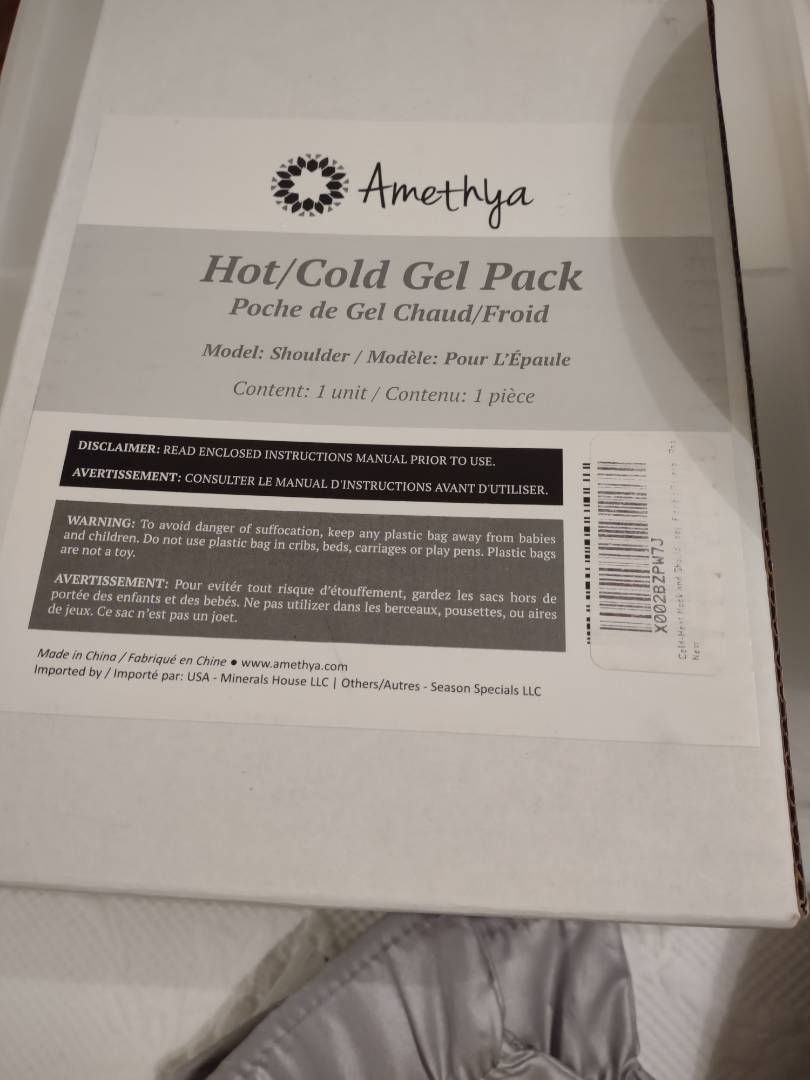 Amethya
Hot/Cold Gel Pack
Poche de Gel Chaud/Froid
Model: Shoulder / Modèle: Pour L'Épaule
Content: 1 unit / Contenu: 1 pièce
DISCLAIMER: READ ENCLOSED INSTRUCTIONS MANUAL PRIOR TO USE.
AVERTISSEMENT: CONSULTER LE MANUAL D'INSTRUCTIONS AVANT D'UTILISER.
WARNING: To avoid danger of suffocation, keep any plastic bag away from babies
and children. Do not use plastic bag in cribs, beds, carriages or play pens. Plastic bags
are not a toy.
AVERTISSEMENT: Pour evitér tout risque d'étouffement, gardez les sacs hors de
portée des enfants et des bebés. Ne pas utilizer dans les berceaux, pousettes, ou aires
de jeux. Ce sac n'est pas un joet.
Made in China / Fabriqué en Chine ● www.amethya.com
Imported by / Importé par: USA - Minerals House LLC | Others/Autres - Season Specials LLC
X002BZPW7J
New